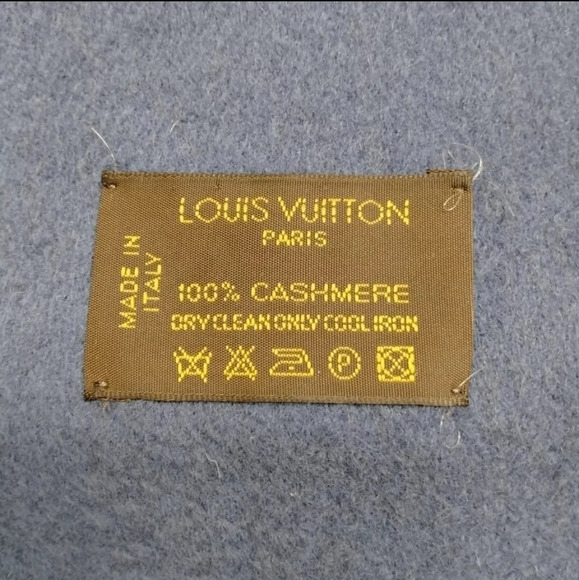 LOUIS VUITTON
PARIS
MADE IN
ITALY
100% CASHMERE
DRY CLEAN ONLY COOL IRON
P